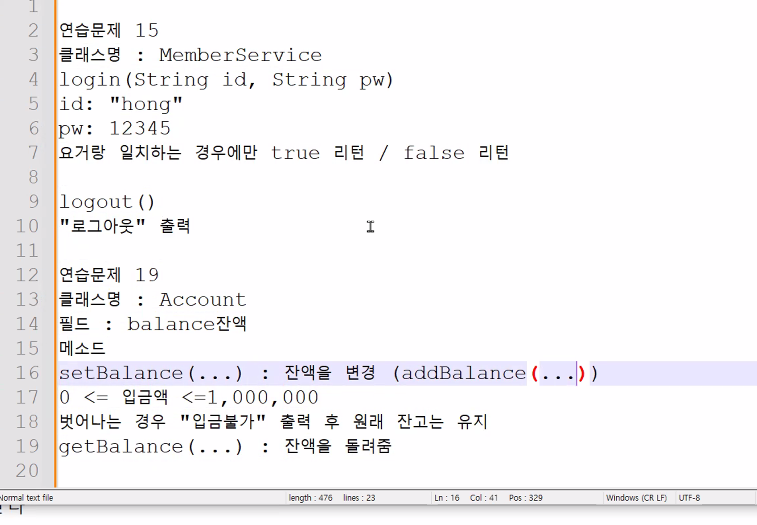 1
2 연습문제 15
3 클래스명 : MemberService
4 login(String id, String pw)
5 id: "hong"
6 pw: 12345
7 요거랑 일치하는 경우에만 true 리턴 / false 리턴
8
9 logout()
10 "로그아웃" 출력
11
12 연습문제 19
13 클래스명 : Account
14 필드 : balance잔액
15 메소드
16 setBalance(...) : 잔액을 변경 (addBalance(...))
17 0 <= 입금액 <=1,000,000
18 벗어나는 경우 "입금불가" 출력 후 원래 잔고는 유지
19 getBalance(...) : 잔액을 돌려줌
20
Normal text file length : 476 lines : 23 Ln : 16 Col : 41 Pos : 329 Windows (CR LF) UTF-8